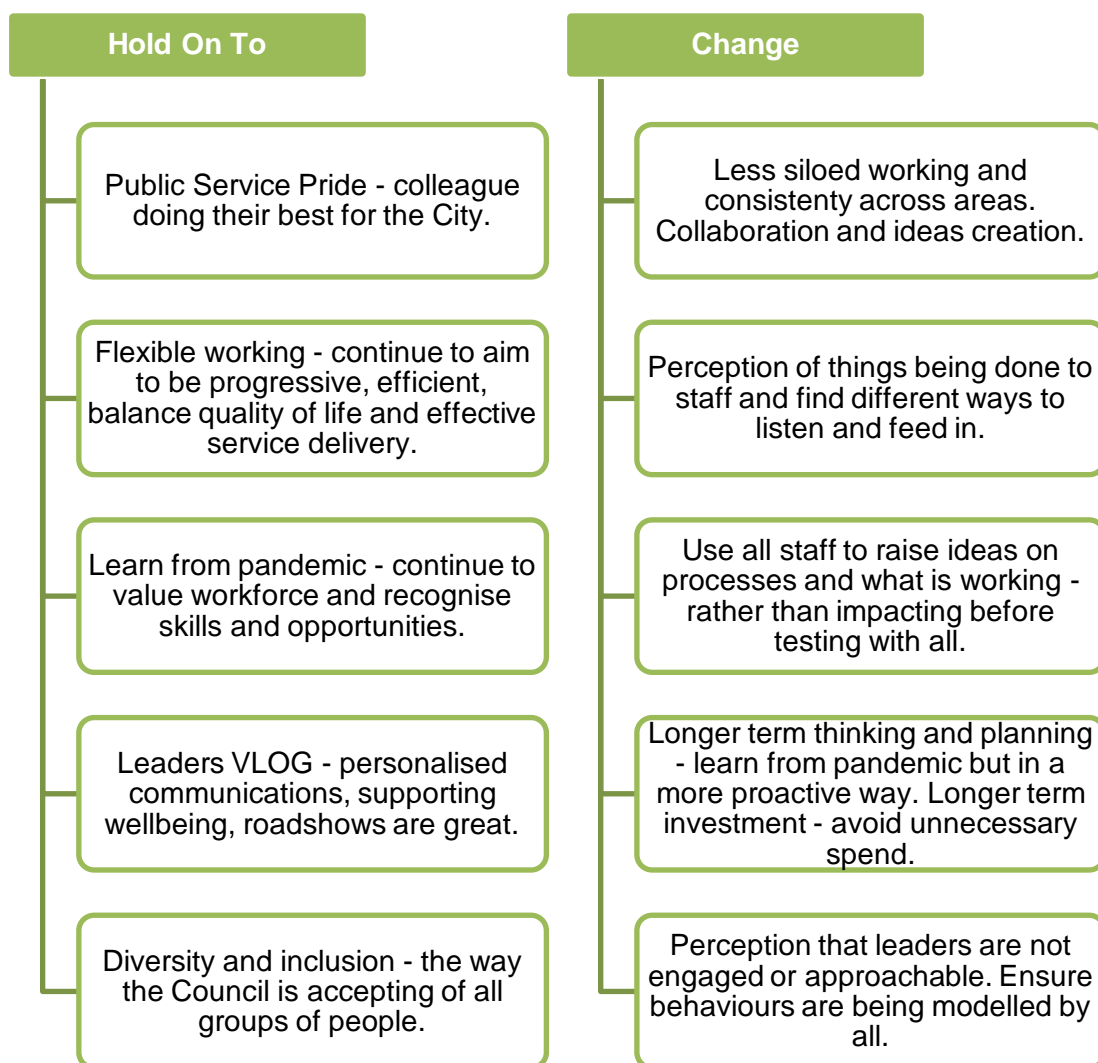 Hold On To
Public Service Pride - colleague
doing their best for the City.
Flexible working - continue to aim
to be progressive, efficient,
balance quality of life and effective
service delivery.
Learn from pandemic - continue to
value workforce and recognise
skills and opportunities.
Leaders VLOG - personalised
communications, supporting
wellbeing, roadshows are great.
Diversity and inclusion - the way
the Council is accepting of all
groups of people.
Change
Less siloed working and
consistenty across areas.
Collaboration and ideas creation.
Perception of things being done to
staff and find different ways to
listen and feed in.
Use all staff to raise ideas on
processes and what is working -
rather than impacting before
testing with all.
Longer term thinking and planning
- learn from pandemic but in a
more proactive way. Longer term
investment - avoid unnecessary
spend.
Perception that leaders are not
engaged or approachable. Ensure
behaviours are being modelled by
all.